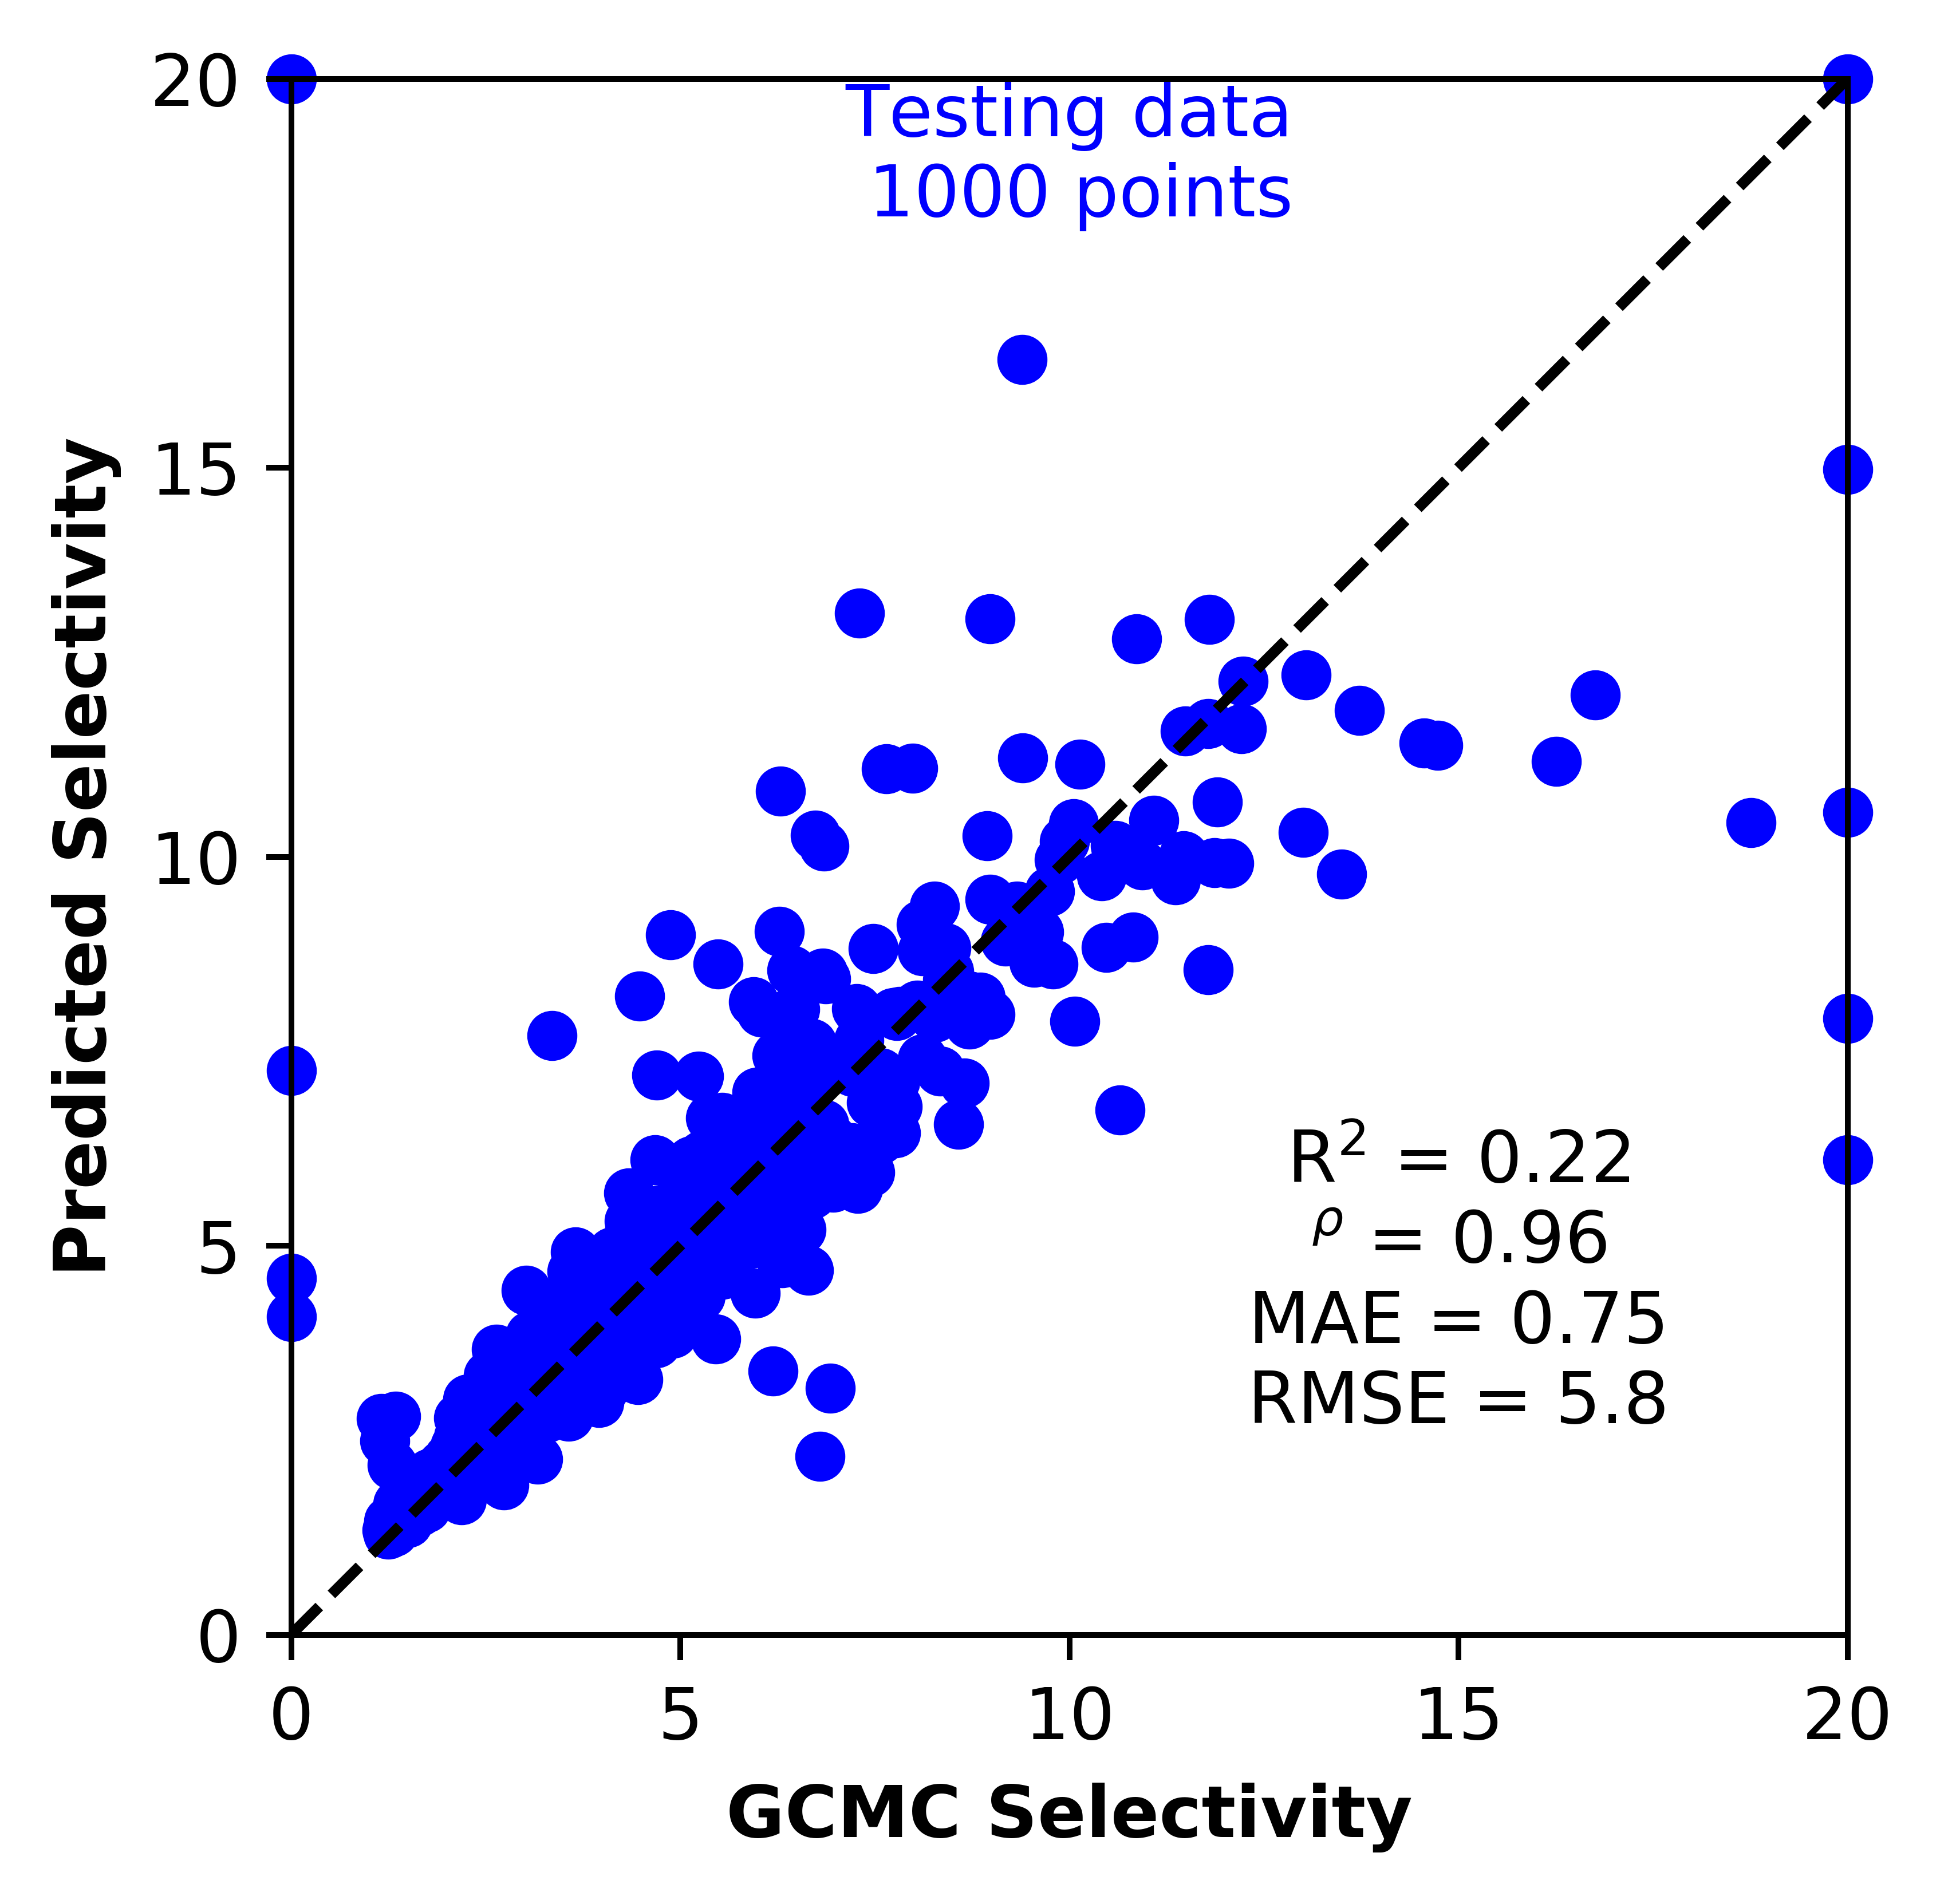 Testing data
1000 points
Predicted Selectivity
20
15
10
5
0
R² = 0.22
ρ = 0.96
MAE = 0.75
RMSE = 5.8
0 5 10 15 20
GCMC Selectivity